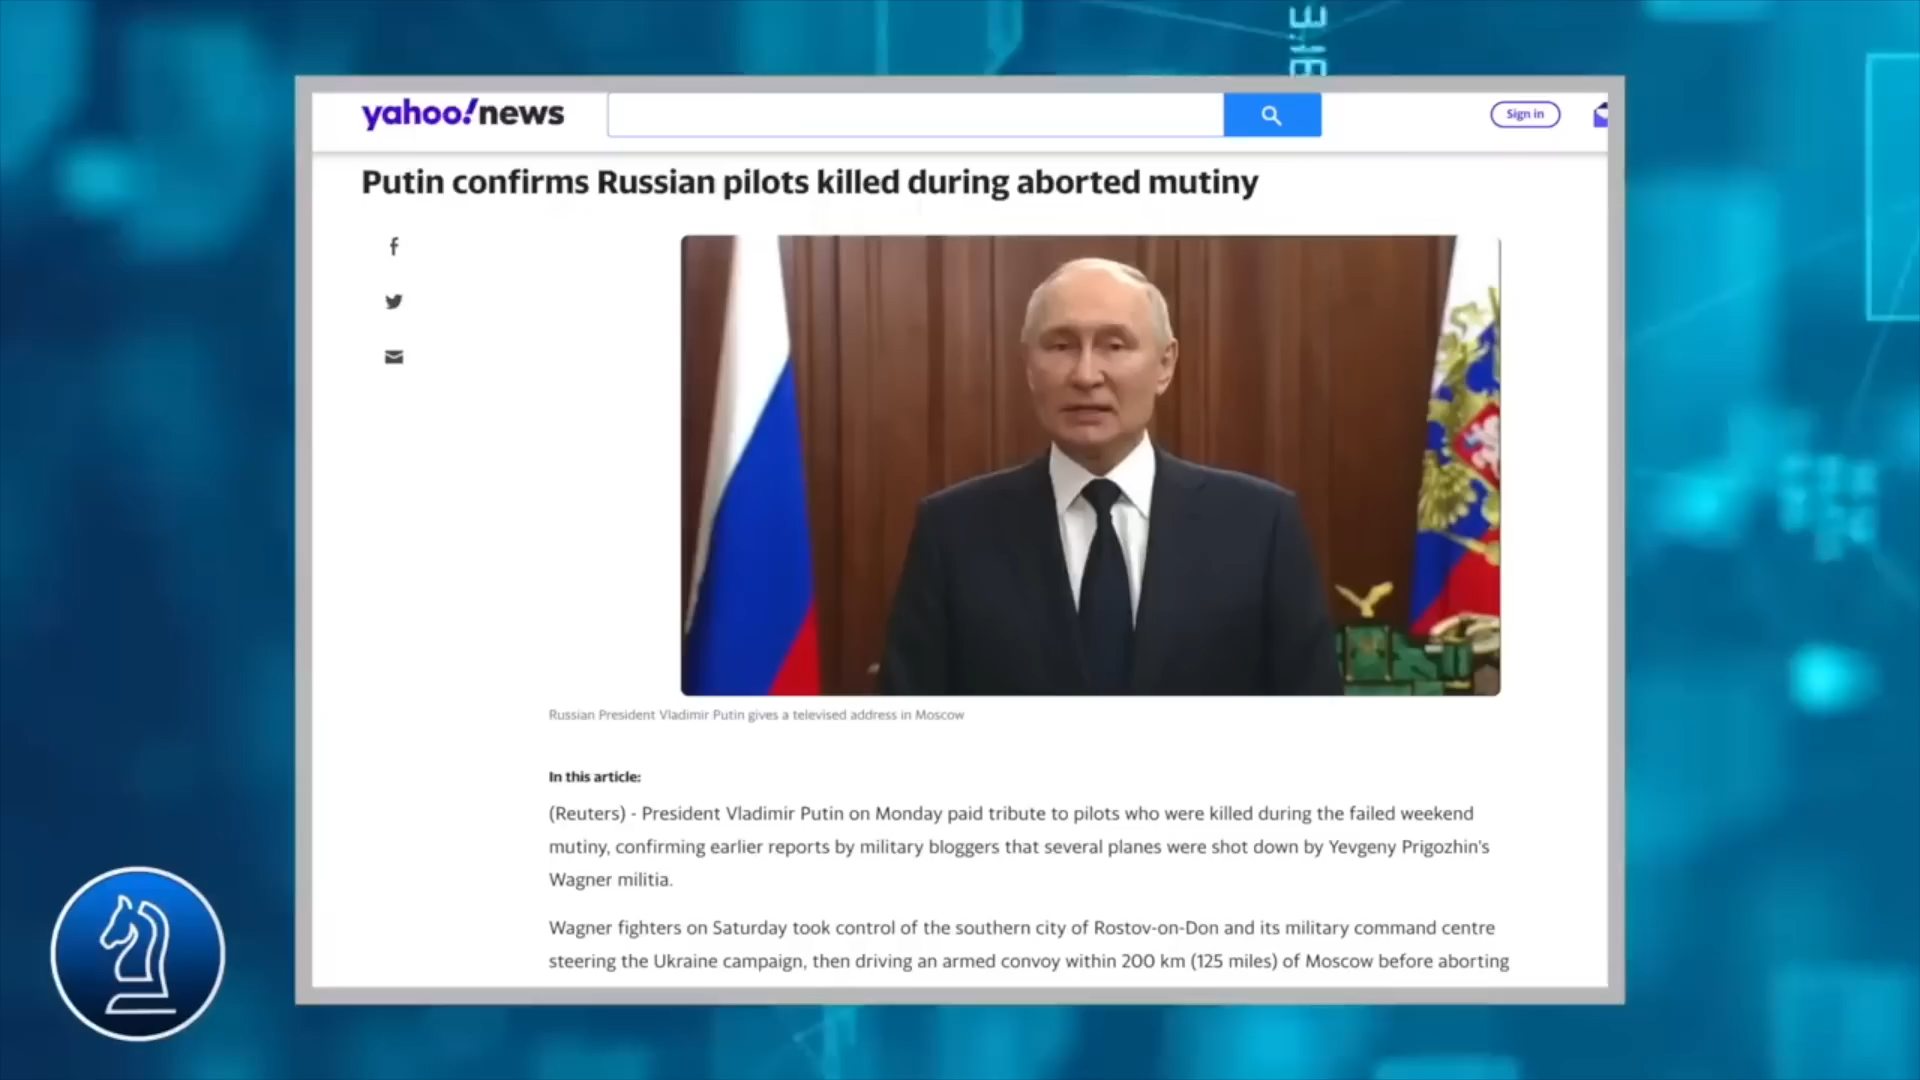 yahoo!news
Sign in
Putin confirms Russian pilots killed during aborted mutiny
Russian President Vladimir Putin gives a televised address in Moscow
In this article:
(Reuters) - President Vladimir Putin on Monday paid tribute to pilots who were killed during the failed weekend
mutiny, confirming earlier reports by military bloggers that several planes were shot down by Yevgeny Prigozhin's
Wagner militia.
Wagner fighters on Saturday took control of the southern city of Rostov-on-Don and its military command centre
steering the Ukraine campaign, then driving an armed convoy within 200 km (125 miles) of Moscow before aborting